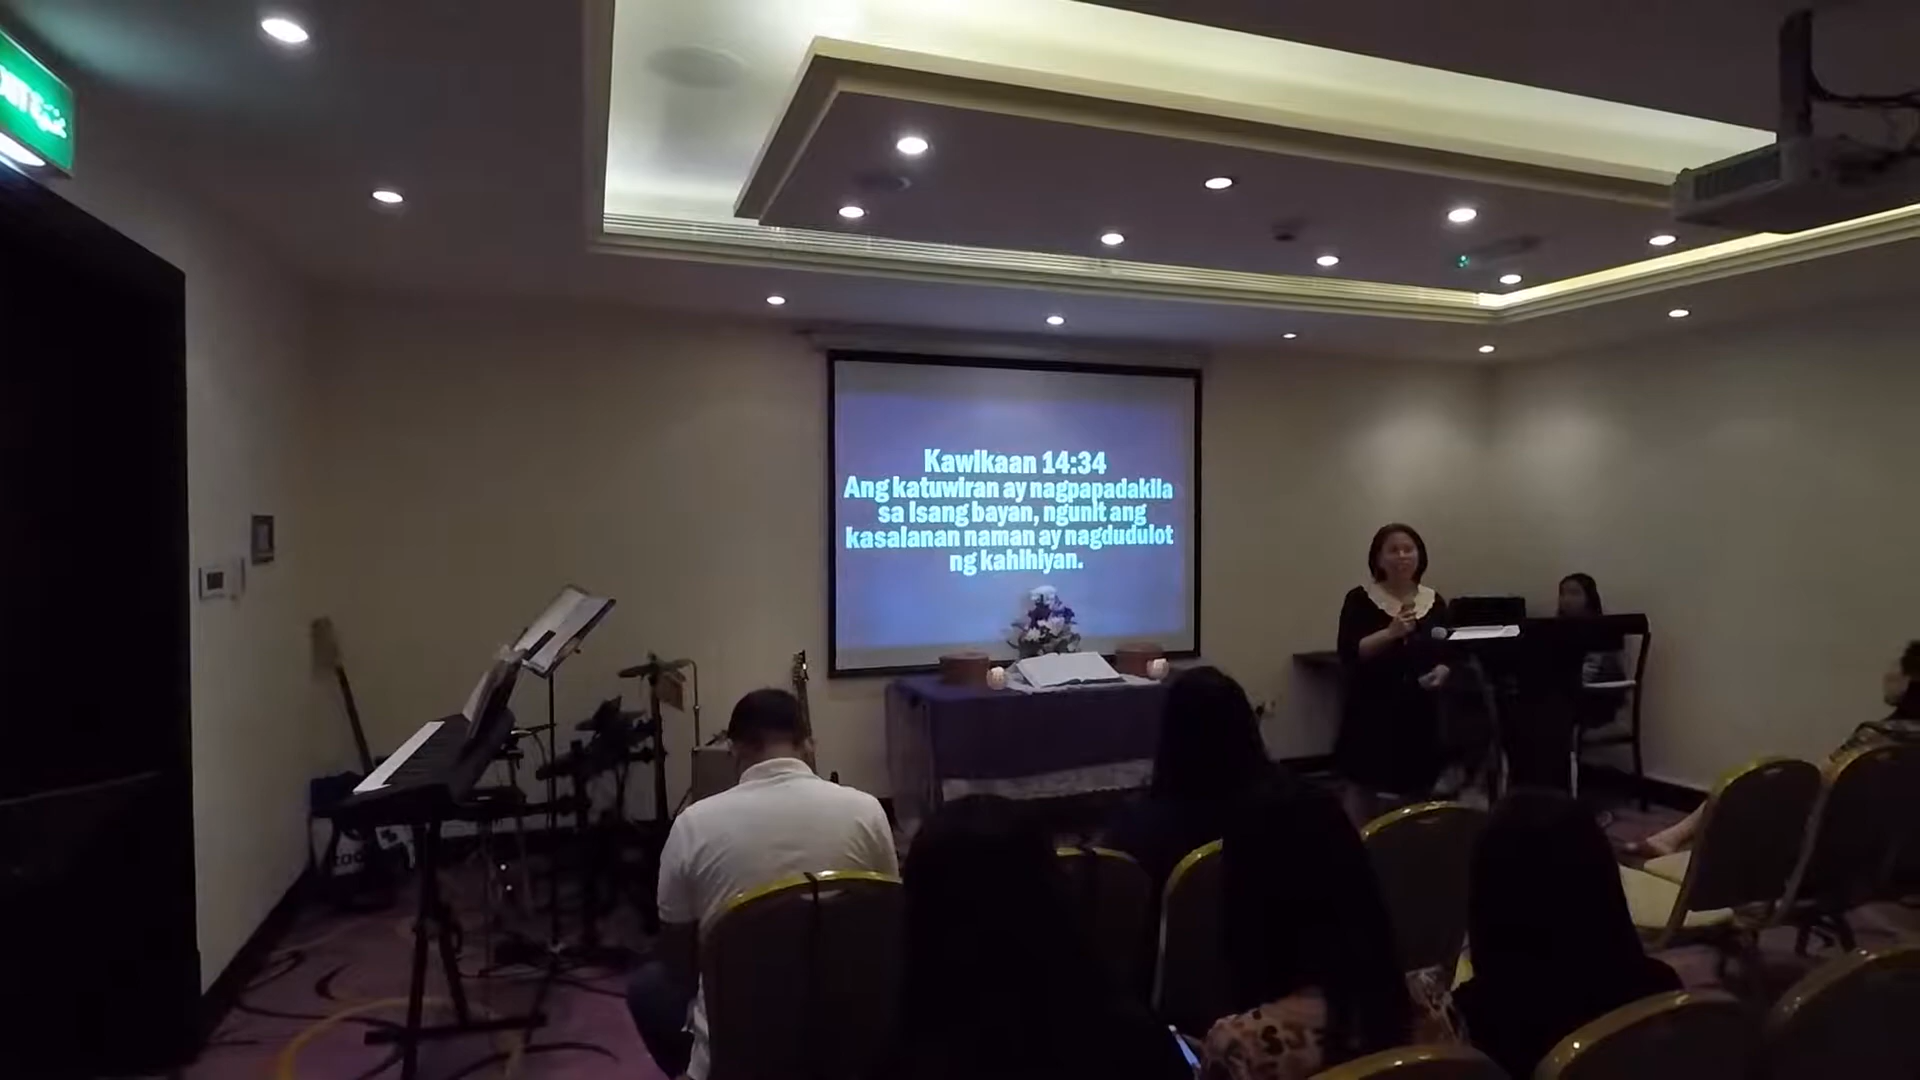 Kawikaan 14:34
Ang katuwiran ay nagpapadakila
sa isang bayan, ngunit ang
kasalanan naman ay nagdudulot
ng kahihiyan.